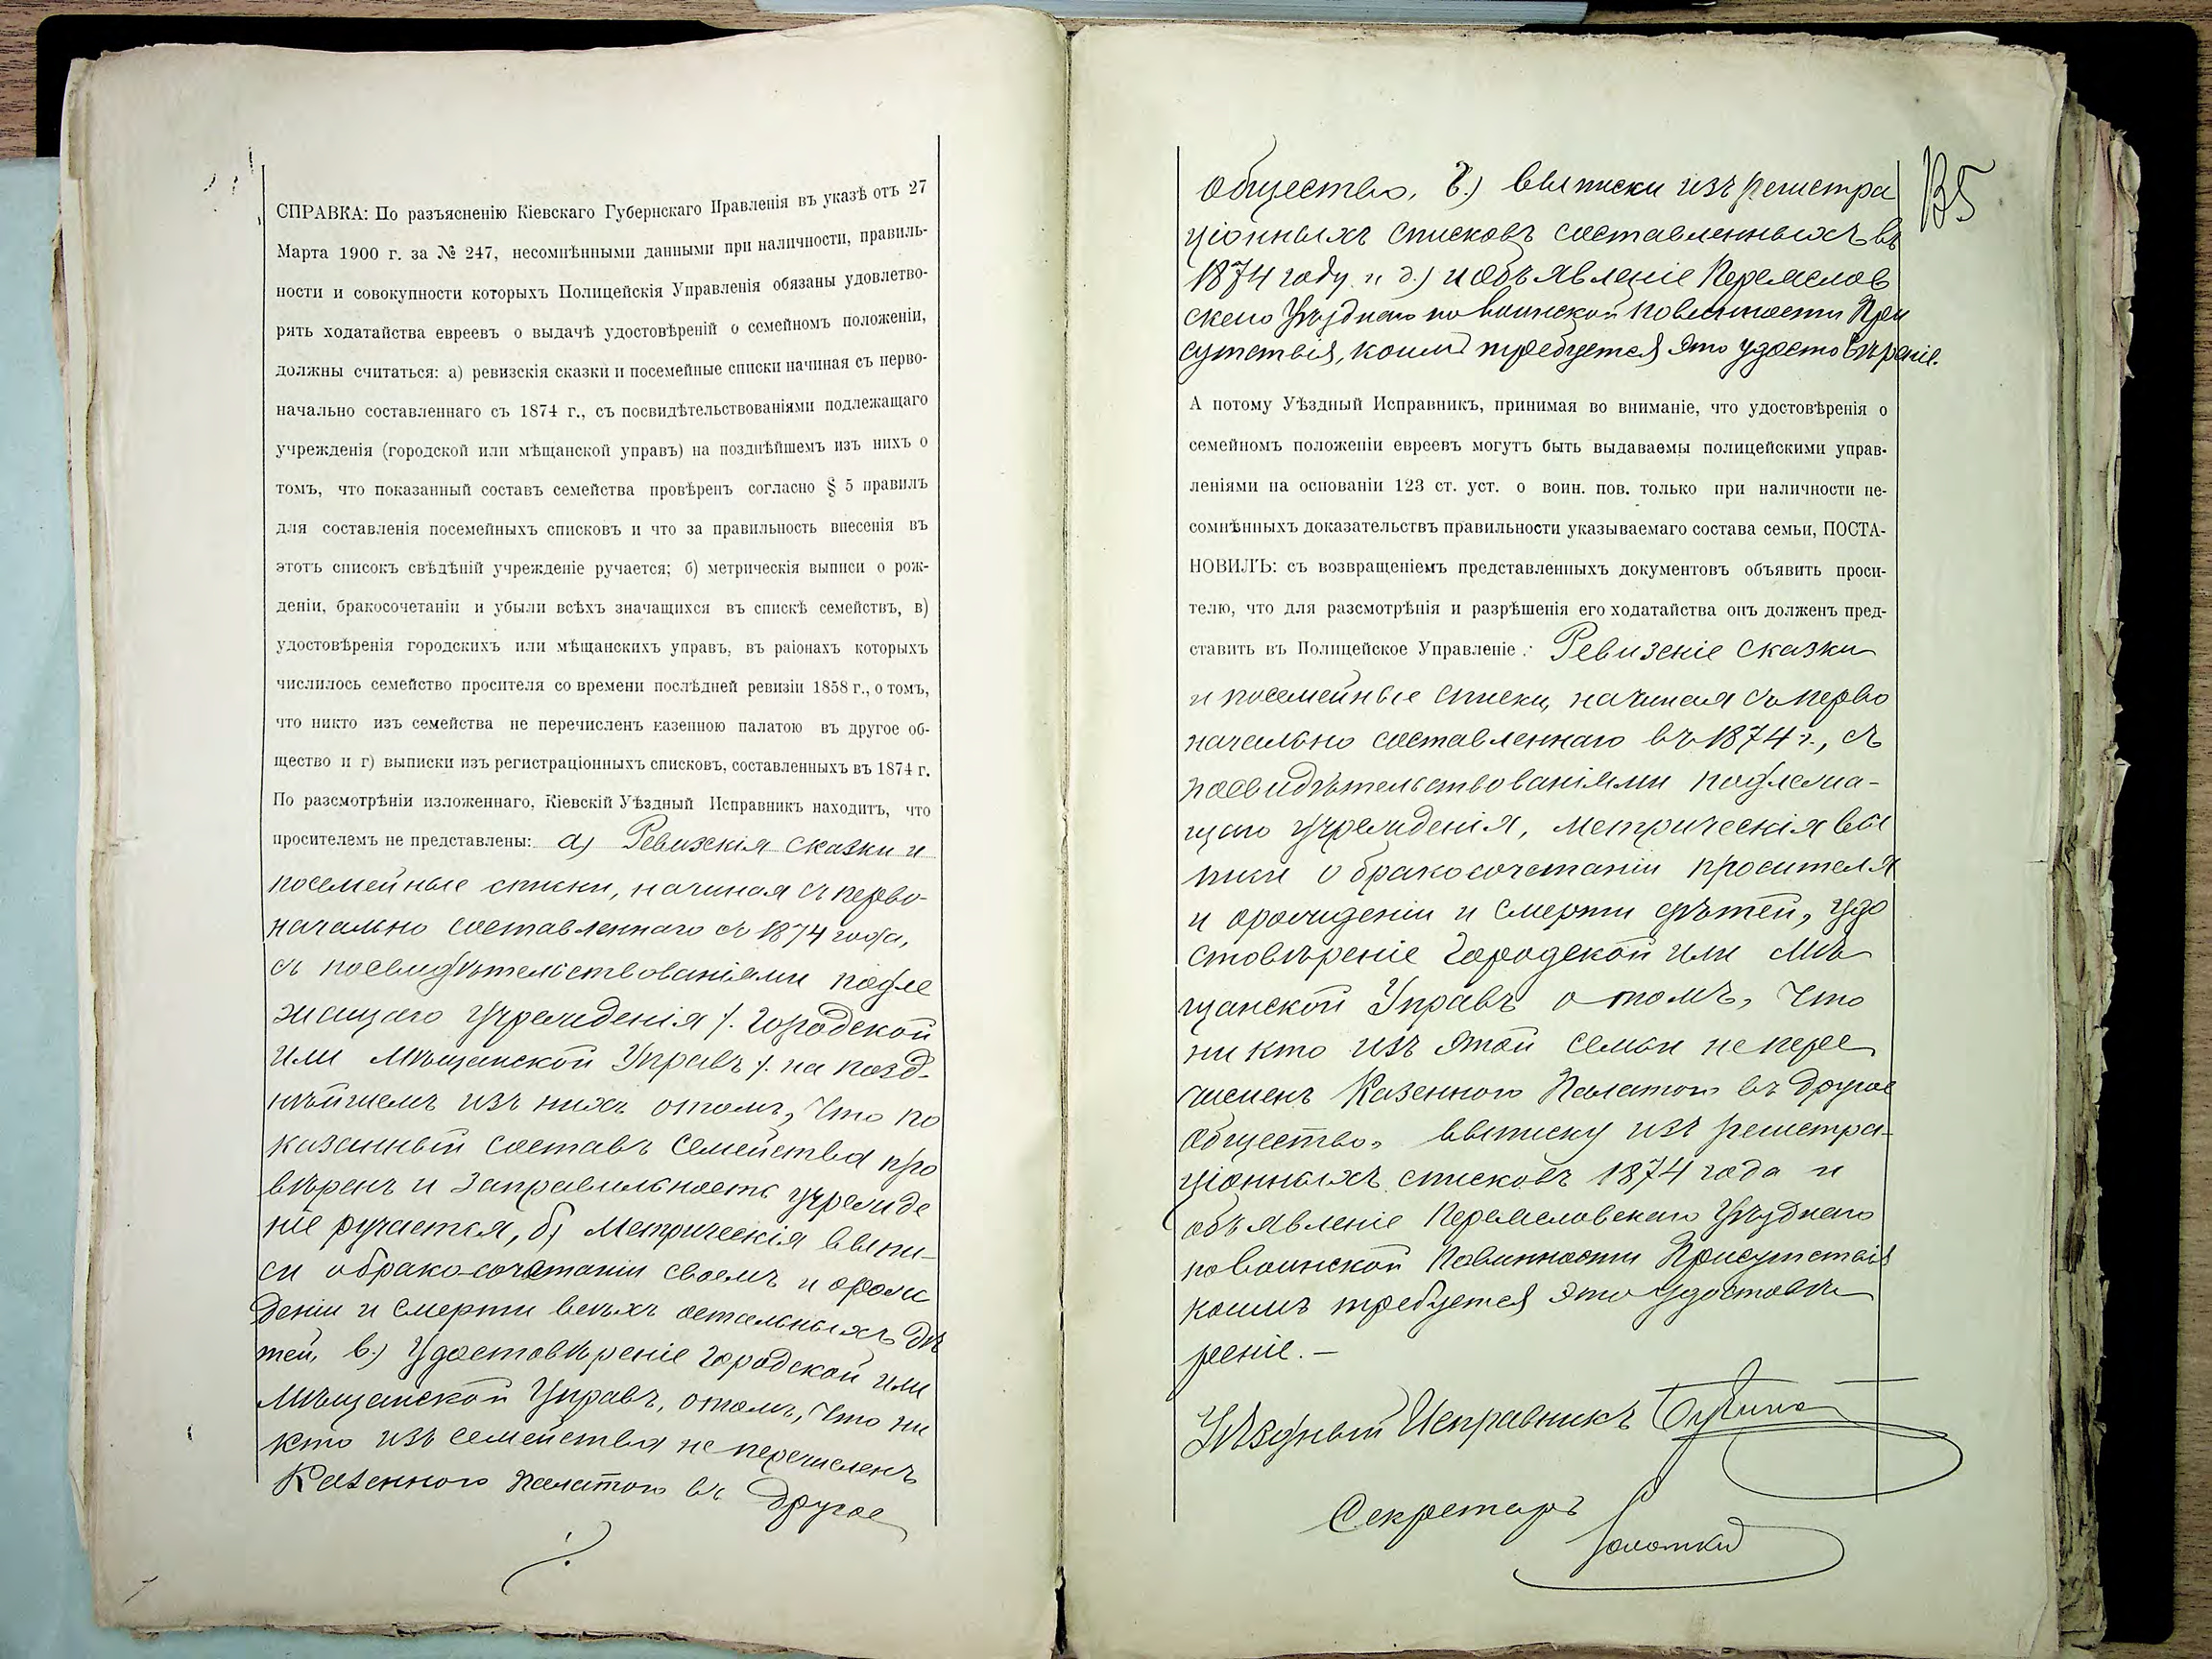 СПРАВКА: По разъясненію Кіевскаго Губернскаго Правленія въ указѣ отъ 27
Марта 1900 г. за № 247, несомнѣнными данными при наличности, правиль-
ности и совокупности которыхъ Полицейскія Управленія обязаны удовлетво-
рять ходатайства евреевъ о выдачѣ удостовѣреній о семейномъ положеніи,
должны считаться: а) ревизскія сказки и посемейные списки начиная съ перво-
начально составленнаго съ 1874 г., съ посвидѣтельствованіями подлежащаго
учрежденія (городской или мѣщанской управъ) на позднѣйшемъ изъ нихъ о
томъ, что показанный составъ семейства провѣренъ согласно § 5 правилъ
для составленія посемейныхъ списковъ и что за правильность внесенія въ
этотъ списокъ свѣдѣній учрежденіе ручается; б) метрическія выписи о рож-
деніи, бракосочетаніи и убыли всѣхъ значащихся въ спискѣ семействъ, в)
удостовѣренія городскихъ или мѣщанскихъ управъ, въ раіонахъ которыхъ
числилось семейство просителя со времени послѣдней ревизіи 1858 г., о томъ,
что никто изъ семейства не перечисленъ казенною палатою въ другое об-
щество и г) выписки изъ регистраціонныхъ списковъ, составленныхъ въ 1874 г.
По разсмотрѣніи изложеннаго, Кіевскій Уѣздный Исправникъ находитъ, что
просителемъ не представлены: а) Ревизскія сказки и
посемейные списки, начиная съ перво-
начально составленнаго съ 1874 года,
съ посвидѣтельствованіями подле
жащаго учрежденія /. Городской
или Мѣщанской Управъ /. на позд-
нѣйшемъ изъ нихъ отомъ, что по
казанный составъ семейства про
вѣренъ и заправильность учрежде
ніе ручается, б) Метрическія выпи-
си обракосочетаніи своемъ и орож
деніи и смерти всѣхъ остальныхъ дѣ
тей, в.) Удостовѣреніе Городской или
Мѣщанской Управъ, отомъ, что ни
кто изъ семейства не перечисленъ
Казенною Палатою въ другое
135
общество, г.) выписки изъ регистра
ціонныхъ списковъ составленныхъ въ
1874 году и д.) и объявленіе Переяслов
скаго Уѣзднаго по воинской повинности При
сутствія, коимъ требуется это удостовѣреніе.
А потому Уѣздный Исправникъ, принимая во вниманіе, что удостовѣренія о
семейномъ положеніи евреевъ могутъ быть выдаваемы полицейскими управ-
леніями на основаніи 123 ст. уст. о воин. пов. только при наличности не-
сомнѣнныхъ доказательствъ правильности указываемаго состава семьи, ПОСТА-
НОВИЛЪ: съ возвращеніемъ представленныхъ документовъ объявить проси-
телю, что для разсмотрѣнія и разрѣшенія его ходатайства онъ долженъ пред-
ставить въ Полицейское Управленіе: Ревизскіе сказки
и посемейные списки, начиная съ перво
начально составленнаго въ 1874 г., съ
посвидѣтельствованіями подлежа-
щаго учрежденія, метрическія вы
писи о бракосочетаніи просителя
и орожденіи и смерти дѣтей, удо
стовѣреніе Городской или Мѣ
щанской Управъ о томъ, что
никто изъ этой семьи непере
численъ Казенною Палатою въ другое
общество, выписку изъ регистра-
ціонныхъ списковъ 1874 года и
объявленіе Переясловскаго Уѣзднаго
по воинской Повинности Присутствія
коимъ требуется это удостовѣ
реніе. —
Уѣздный Исправникъ
Секретарь